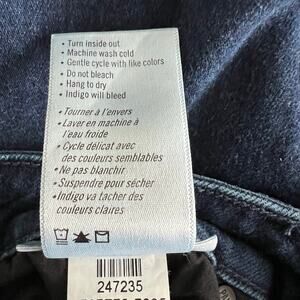 • Turn inside out
• Machine wash cold
• Gentle cycle with like colors
• Do not bleach
• Hang to dry
• Indigo will bleed
• Tourner à l'envers
• Laver en machine à
l'eau froide
• Cycle délicat avec
des couleurs semblables
• Ne pas blanchir
• Suspendre pour sécher
• Indigo va tacher des
couleurs claires
247235